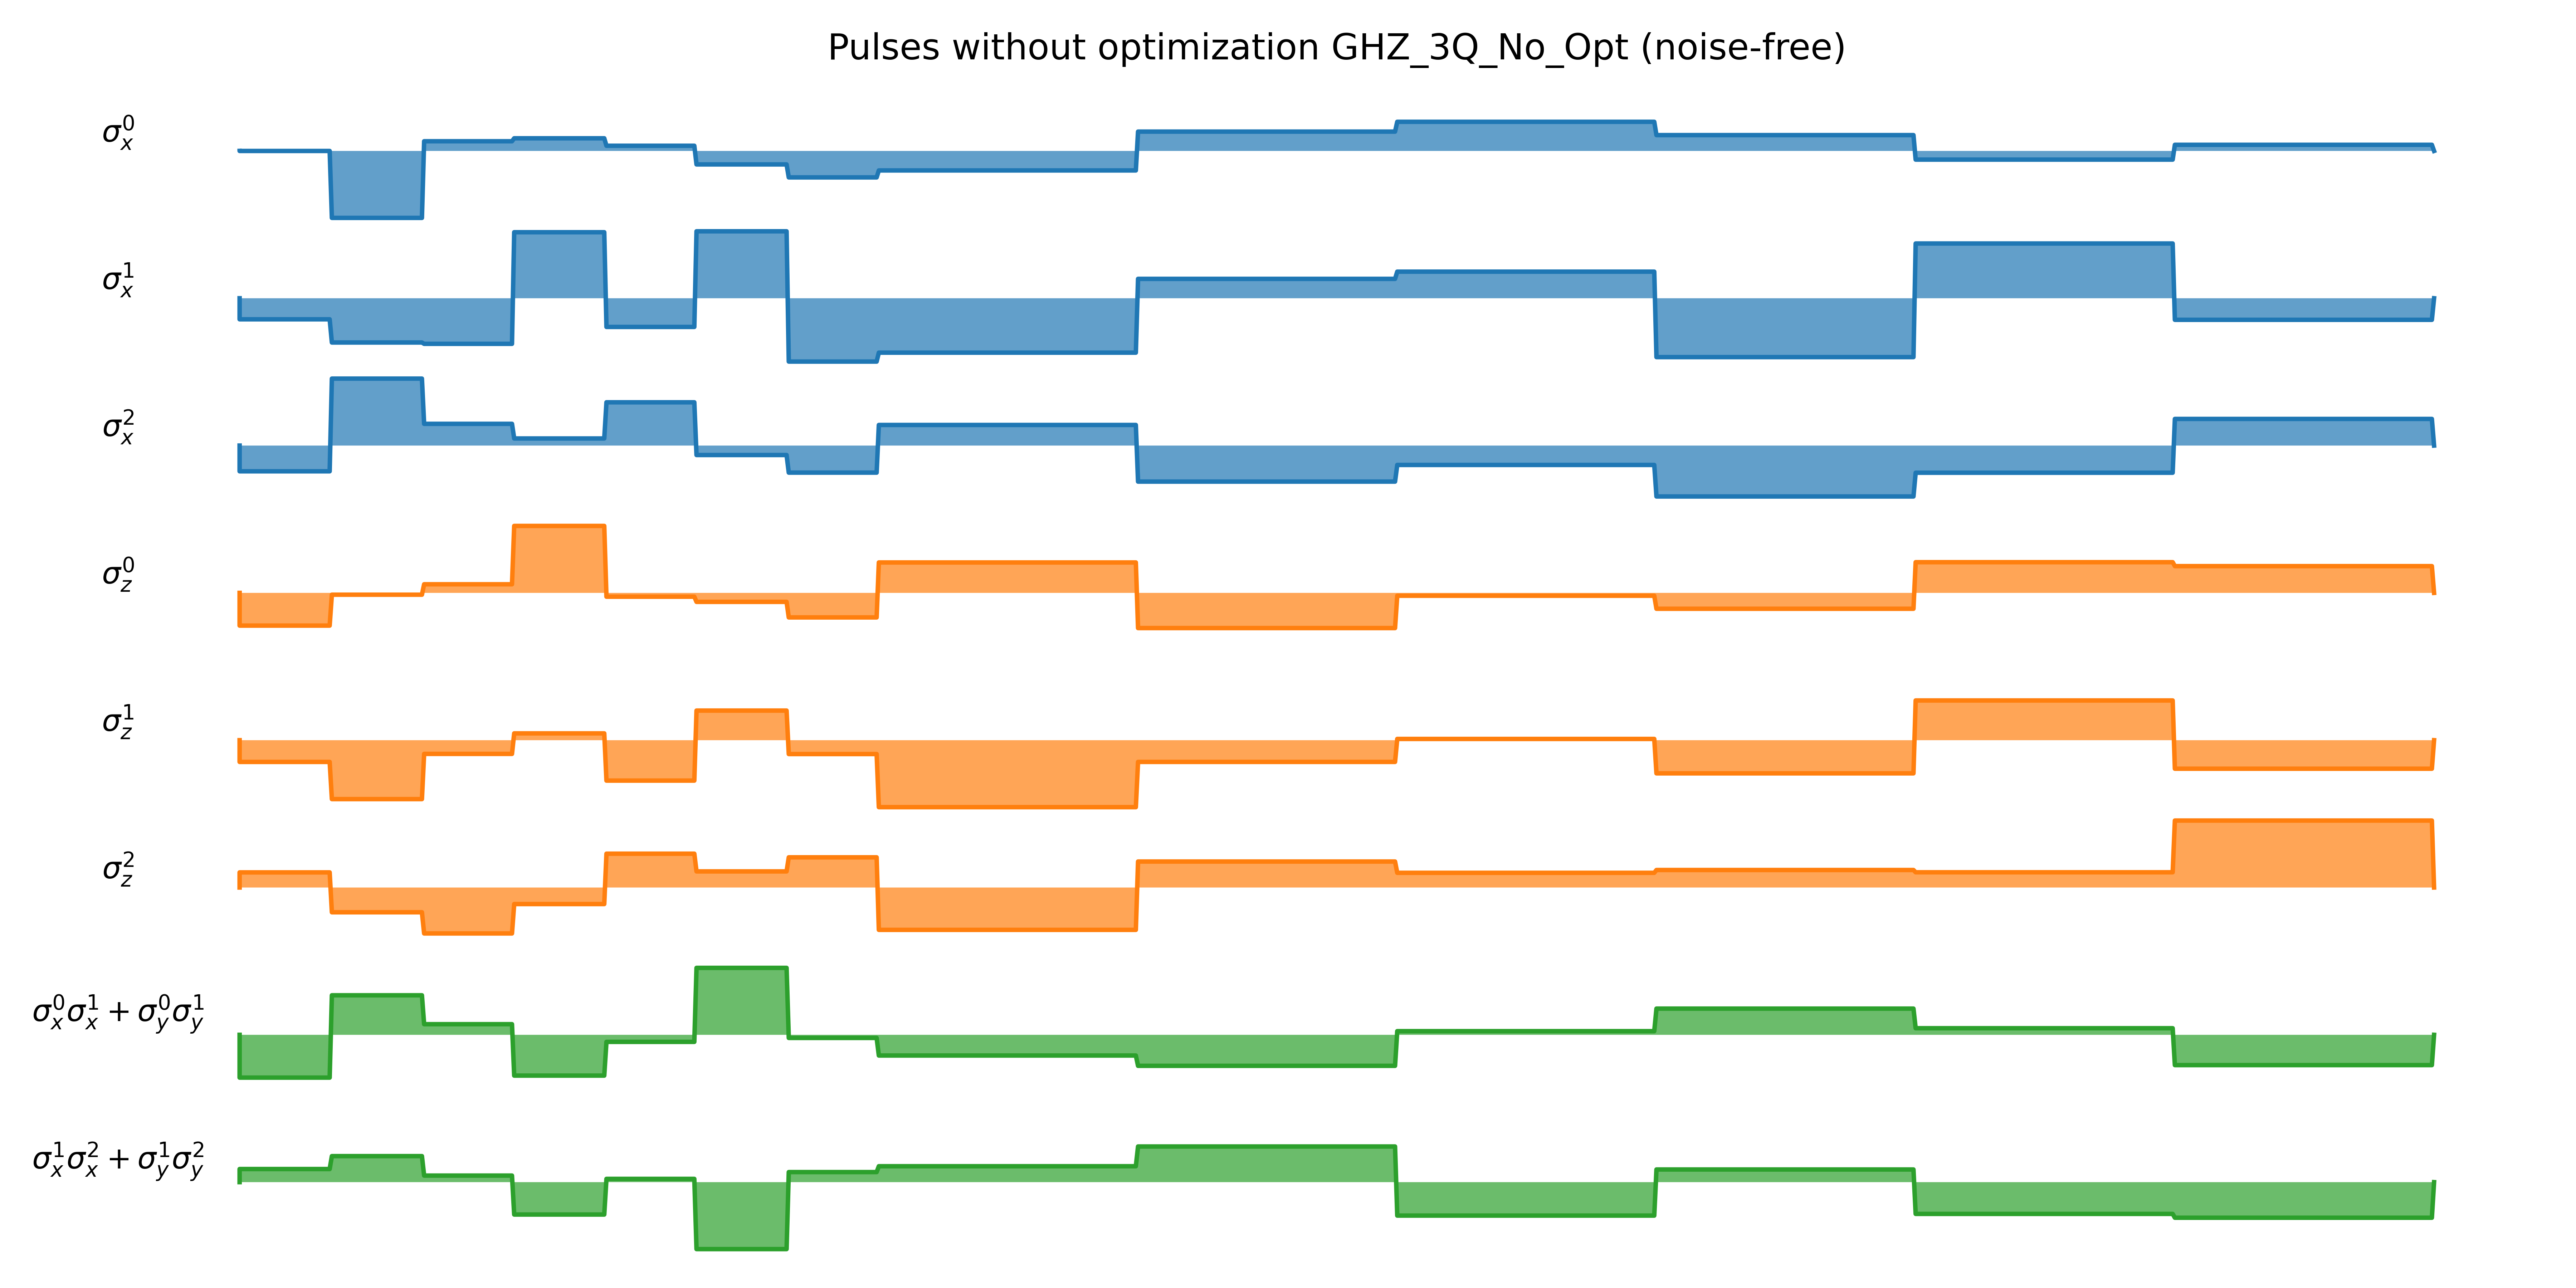 Pulses without optimization GHZ_3Q_No_Opt (noise-free)
σ_x^0
σ_x^1
σ_x^2
σ_z^0
σ_z^1
σ_z^2
σ_x^0σ_x^1 + σ_y^0σ_y^1
σ_x^1σ_x^2 + σ_y^1σ_y^2